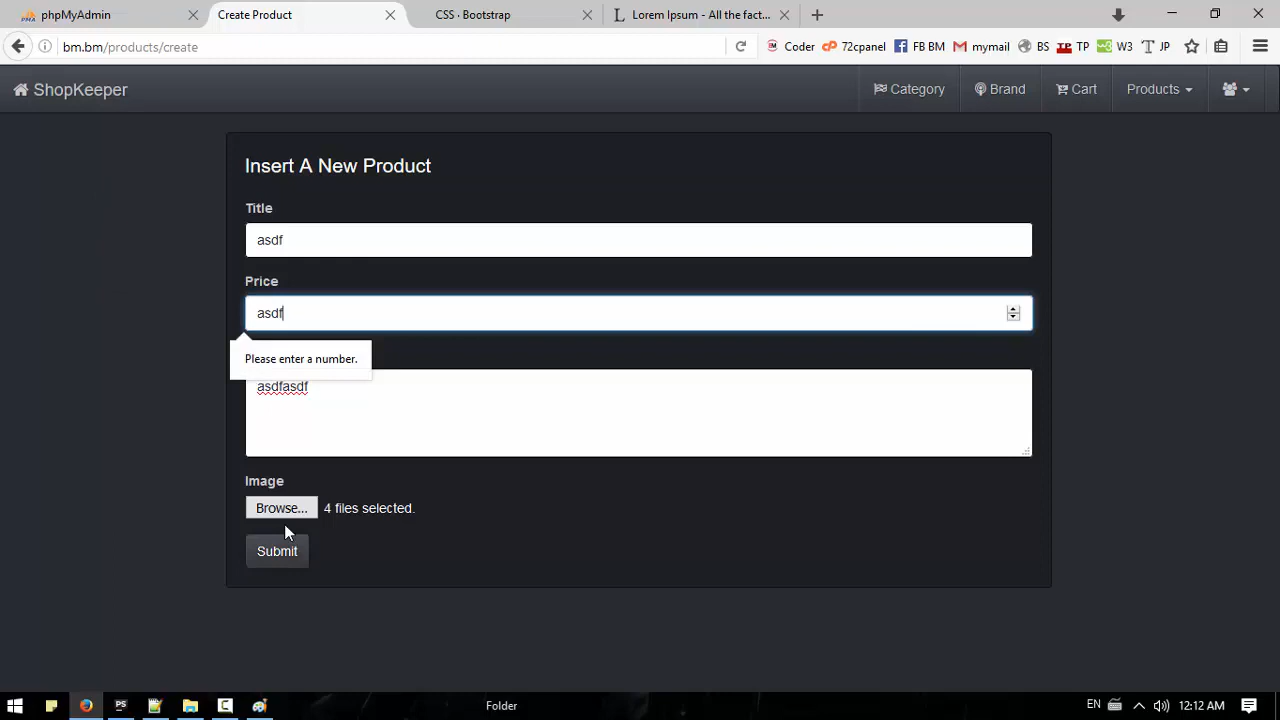 phpMyAdmin
Create Product
CSS · Bootstrap
Lorem Ipsum - All the fact...
bm.bm/products/create
Coder
72cpanel
FB BM
mymail
BS
TP
W3
JP
ShopKeeper
Category
Brand
Cart
Products
Insert A New Product
Title
asdf
Price
asdf
Please enter a number.
asdfasdf
Image
Browse... 4 files selected.
Submit
Folder
EN
12:12 AM